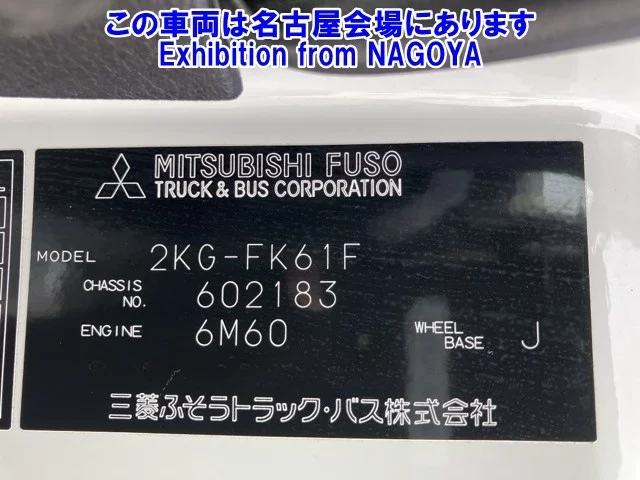 この車両は名古屋会場にあります
Exhibition from NAGOYA
MITSUBISHI FUSO
TRUCK & BUS CORPORATION
MODEL 2KG-FK61F
CHASSIS NO. 602183
ENGINE 6M60 WHEEL BASE J
三菱ふそうトラック・バス株式会社